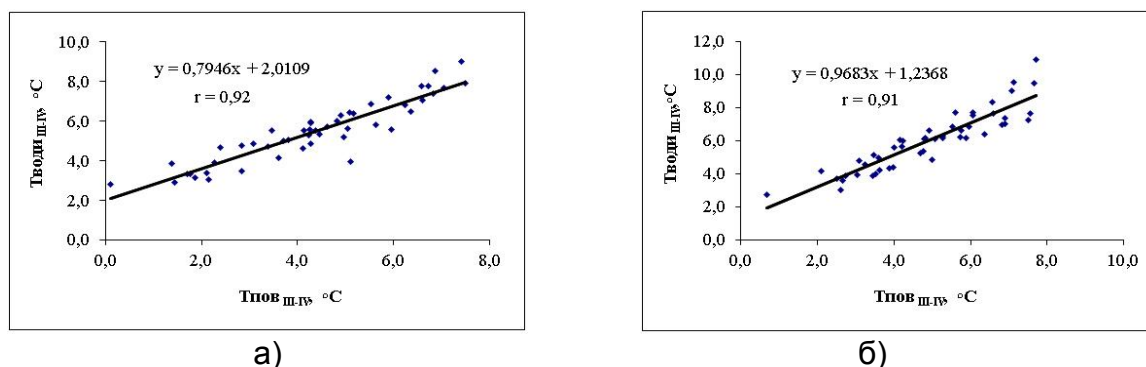 10,0
8,0
6,0
4,0
2,0
0,0
0,0 2,0 4,0 6,0 8,0
Тводи III-IV, °C
y = 0,7946x + 2,0109
r = 0,92
Тпов III-IV, °C
а)
12,0
10,0
8,0
6,0
4,0
2,0
0,0
0,0 2,0 4,0 6,0 8,0 10,0
Тводи III-IV, °C
y = 0,9683x + 1,2368
r = 0,91
Тпов III-IV, °C
б)